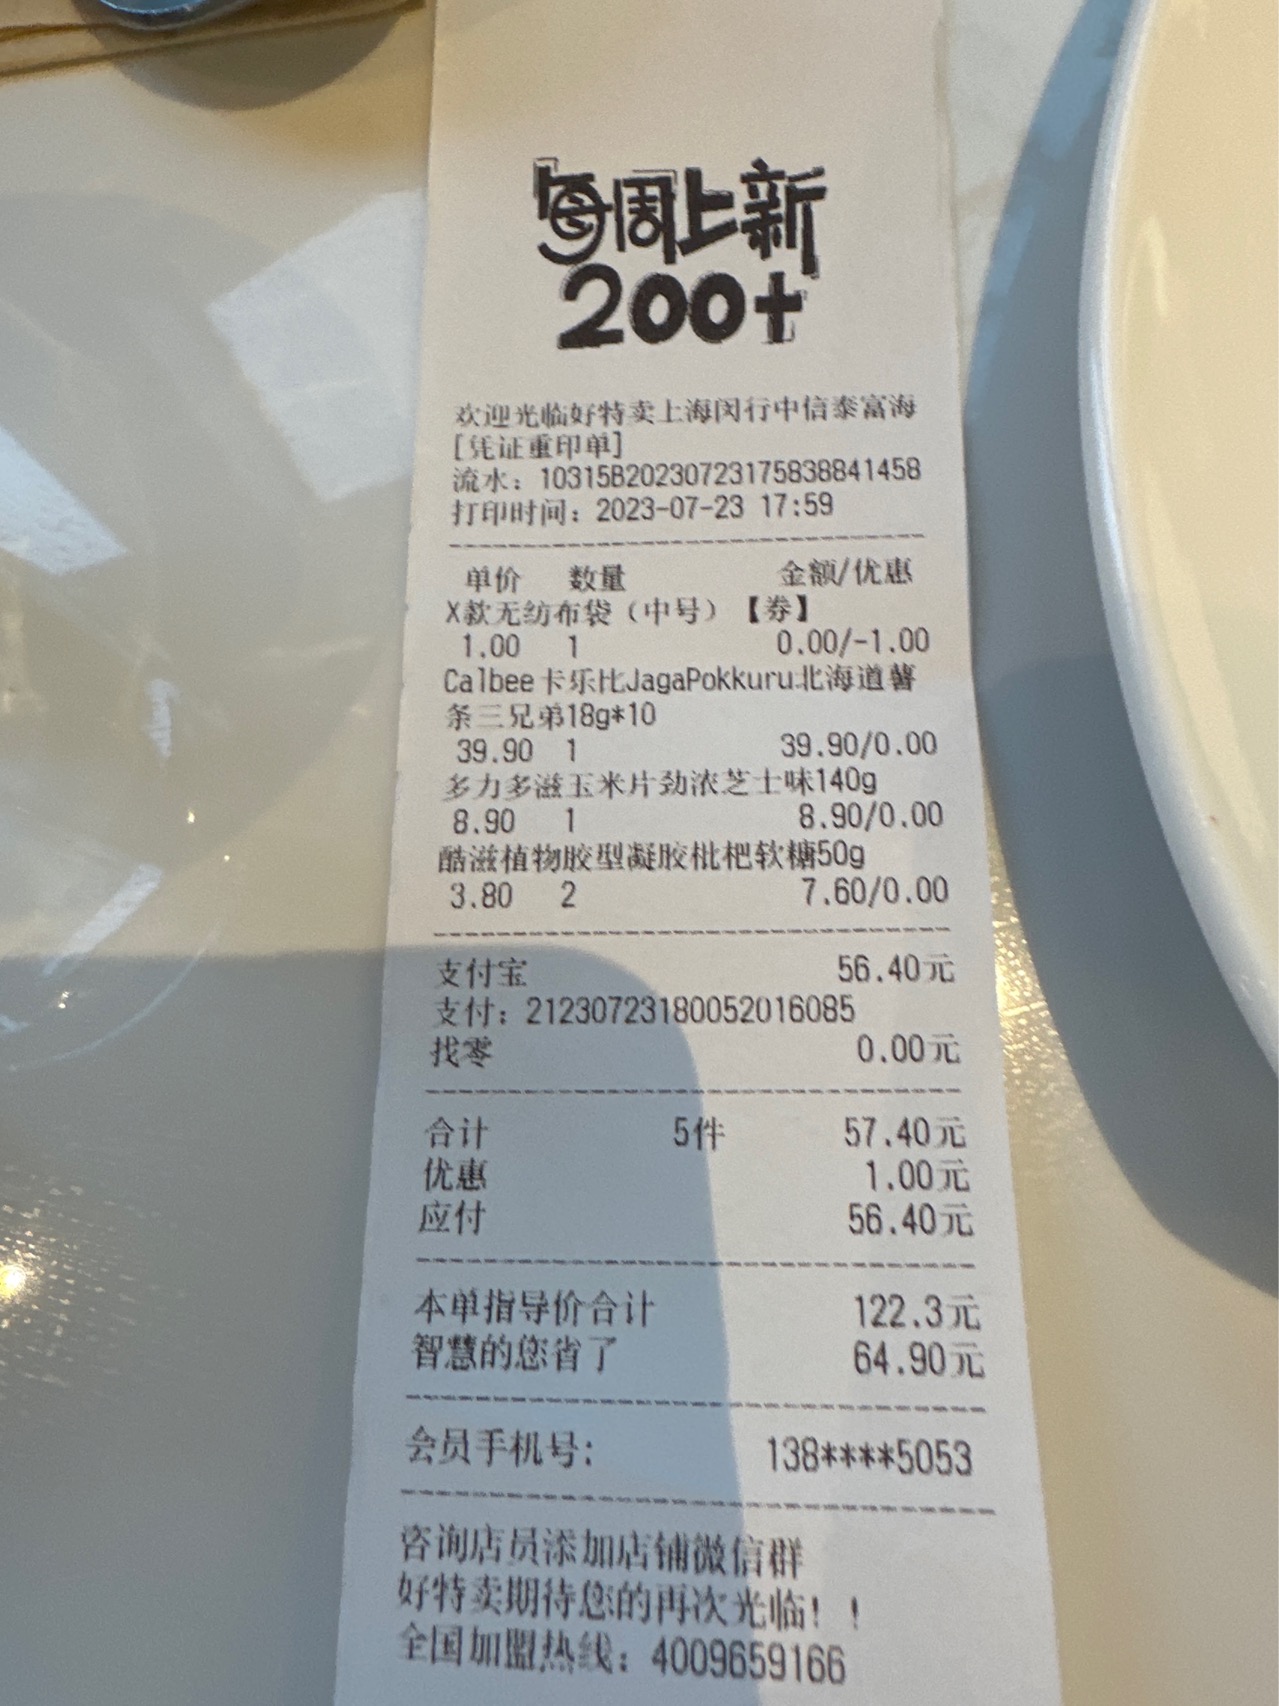 每周上新
200+
欢迎光临好特卖上海闵行中信泰富海
[凭证重印单]
流水：10315B20230723175838841458
打印时间：2023-07-23 17:59
单价 数量 金额/优惠
X款无纺布袋（中号）【券】
1.00 1 0.00/-1.00
Calbee卡乐比JagaPokkuru北海道薯
条三兄弟18g*10
39.90 1 39.90/0.00
多力多滋玉米片劲浓芝士味140g
8.90 1 8.90/0.00
酷滋植物胶型凝胶枇杷软糖50g
3.80 2 7.60/0.00
支付宝 56.40元
支付：21230723180052016085
找零 0.00元
合计 5件 57.40元
优惠 1.00元
应付 56.40元
本单指导价合计 122.3元
智慧的您省了 64.90元
会员手机号: 138****5053
咨询店员添加店铺微信群
好特卖期待您的再次光临！！
全国加盟热线：4009659166